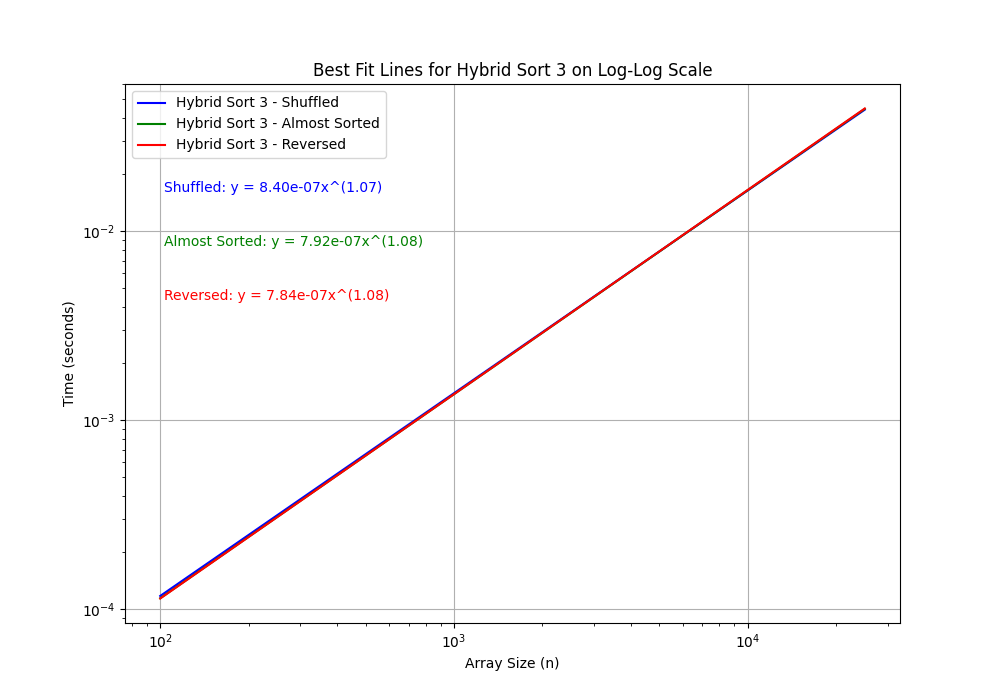 Best Fit Lines for Hybrid Sort 3 on Log-Log Scale
Hybrid Sort 3 - Shuffled
Hybrid Sort 3 - Almost Sorted
Hybrid Sort 3 - Reversed
Shuffled: y = 8.40e-07x^(1.07)
Almost Sorted: y = 7.92e-07x^(1.08)
Reversed: y = 7.84e-07x^(1.08)
Time (seconds)
10⁻²
10⁻³
10⁻⁴
10²
10³
10⁴
Array Size (n)